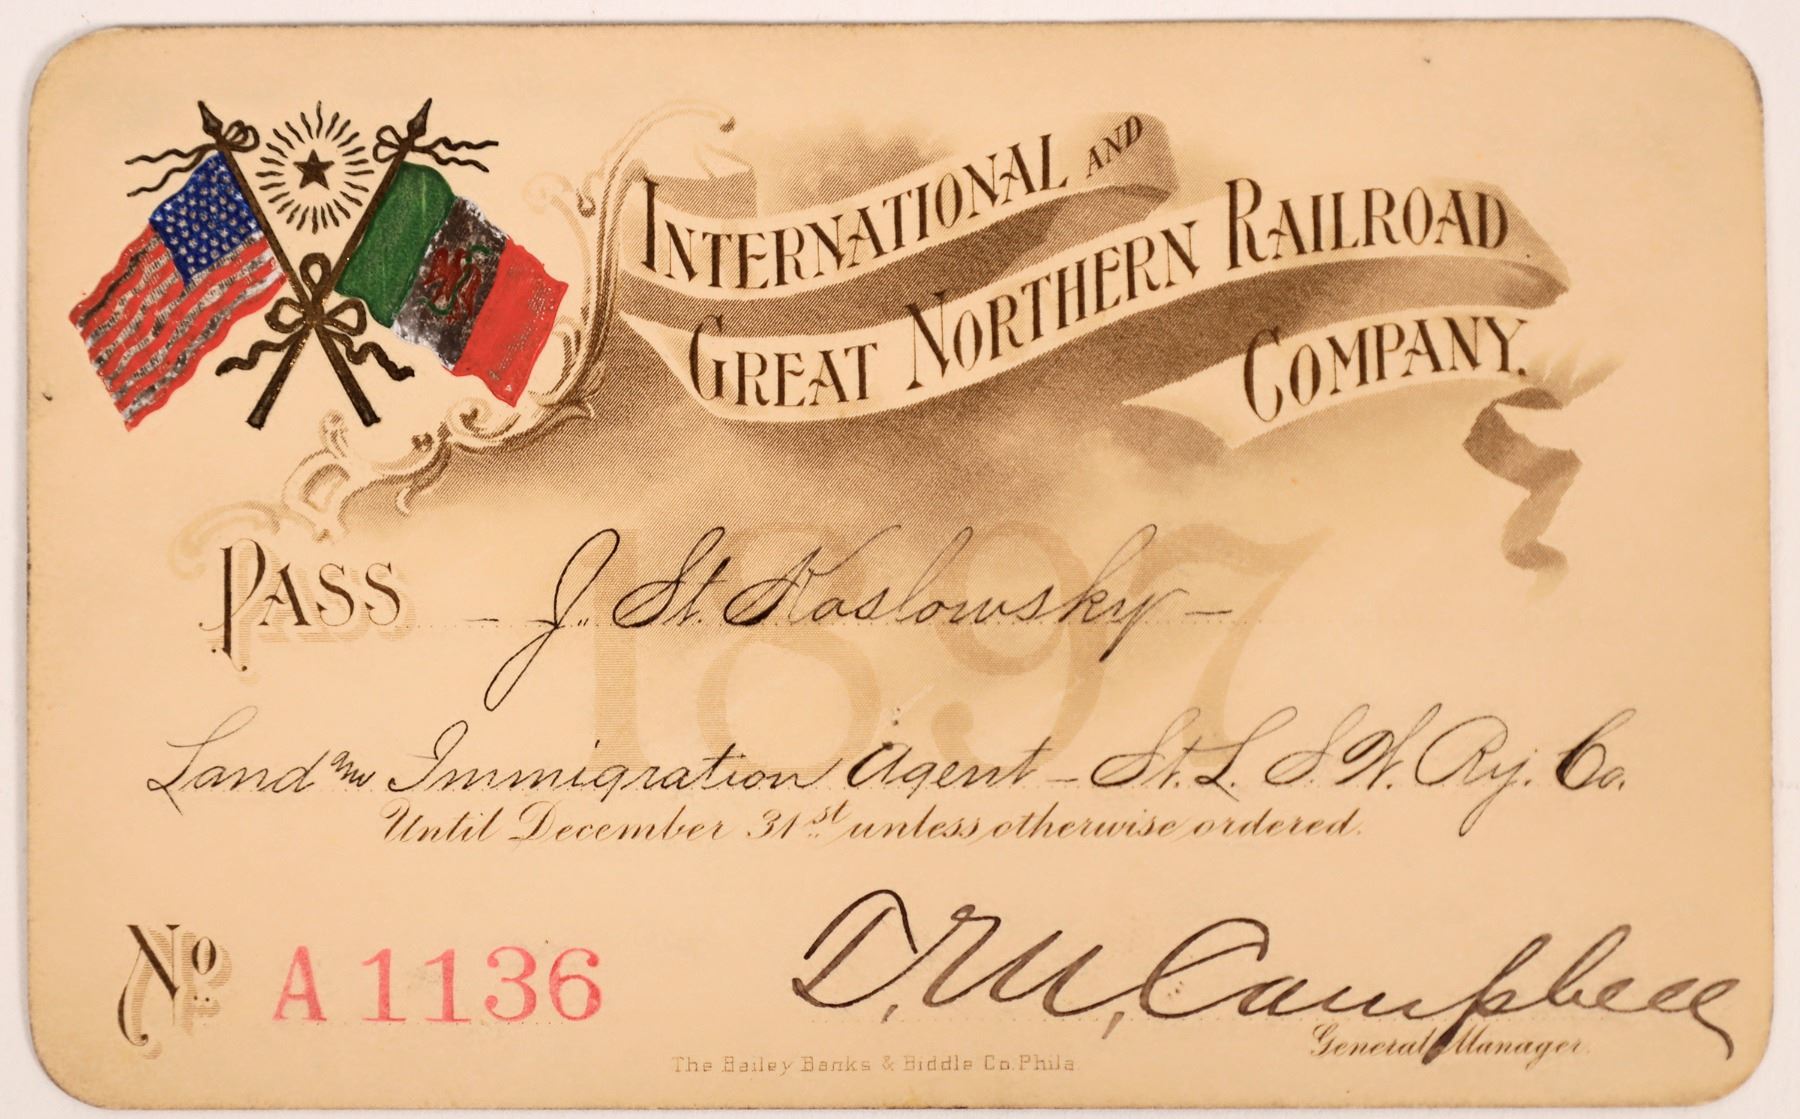 INTERNATIONAL AND
GREAT NORTHERN RAILROAD
COMPANY.
1897
PASS – J. St. Koslowsky –
Land and Immigration Agent – St. L. S. W. Ry. Co.
Until December 31st unless otherwise ordered.
No A 1136
D. M. Campbell
General Manager.
The Bailey Banks & Biddle Co. Phila.